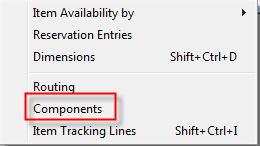 Item Availability by
Reservation Entries
Dimensions Shift+Ctrl+D
Routing
Components
Item Tracking Lines Shift+Ctrl+I